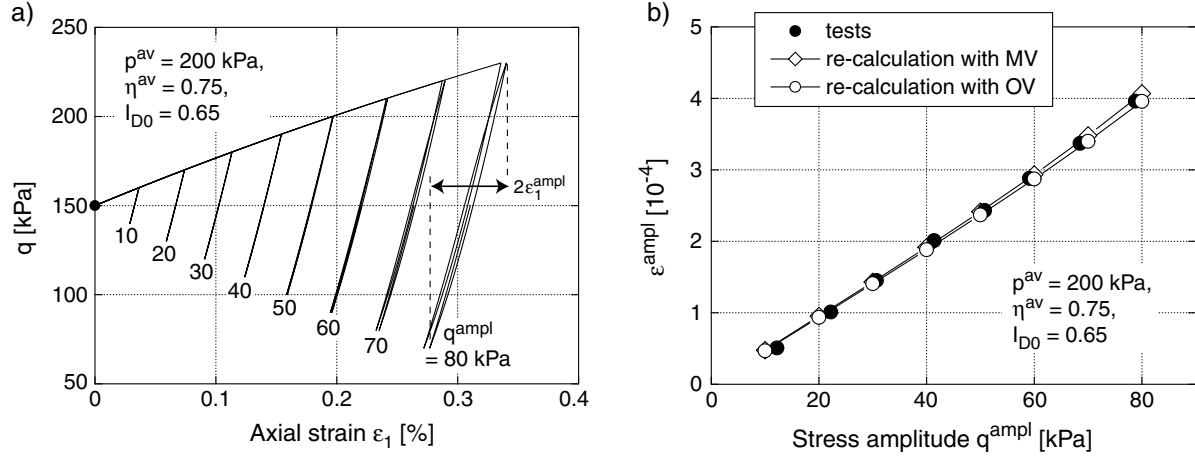 a)
250
200
150
100
50
q [kPa]
p^av = 200 kPa,
η^av = 0.75,
I_D0 = 0.65
10
20
30
40
50
60
70
q^ampl
= 80 kPa
2ε_1^ampl
0
0.1
0.2
0.3
0.4
Axial strain ε_1 [%]
b)
5
4
3
2
1
0
ε^ampl [10^-4]
tests
re-calculation with MV
re-calculation with OV
p^av = 200 kPa,
η^av = 0.75,
I_D0 = 0.65
0
20
40
60
80
Stress amplitude q^ampl [kPa]